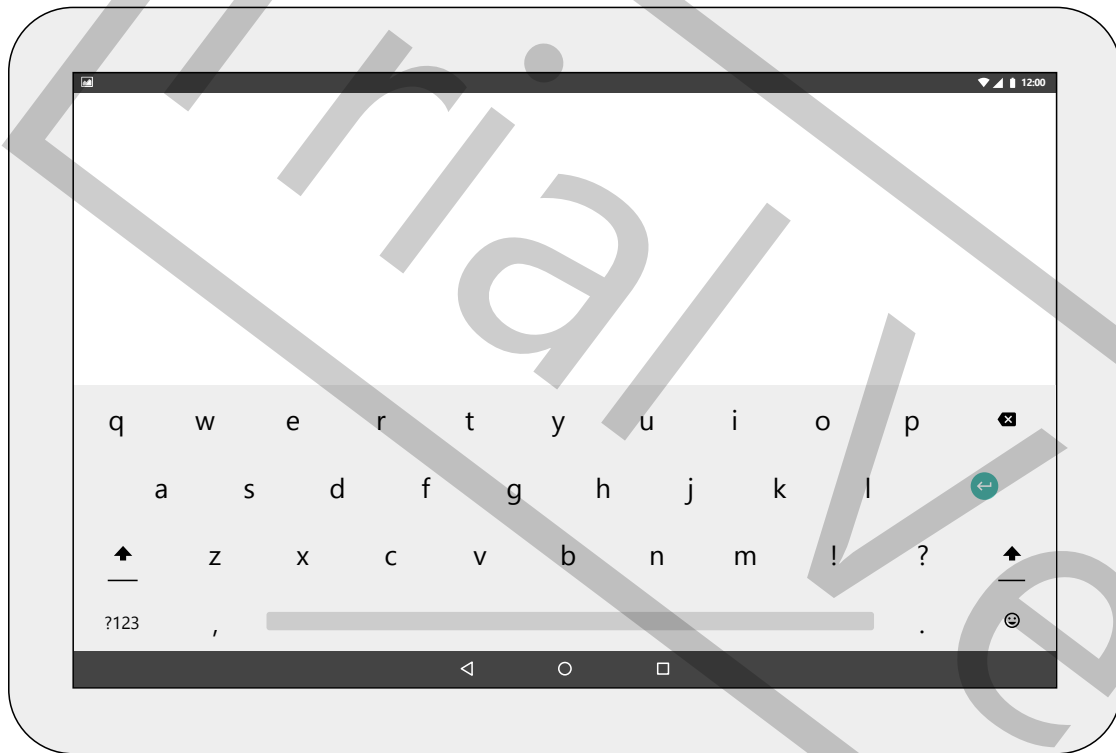 12:00
q w e r t y u i o p
a s d f g h j k l
z x c v b n m ! ?
?123 , .
Trial Ve